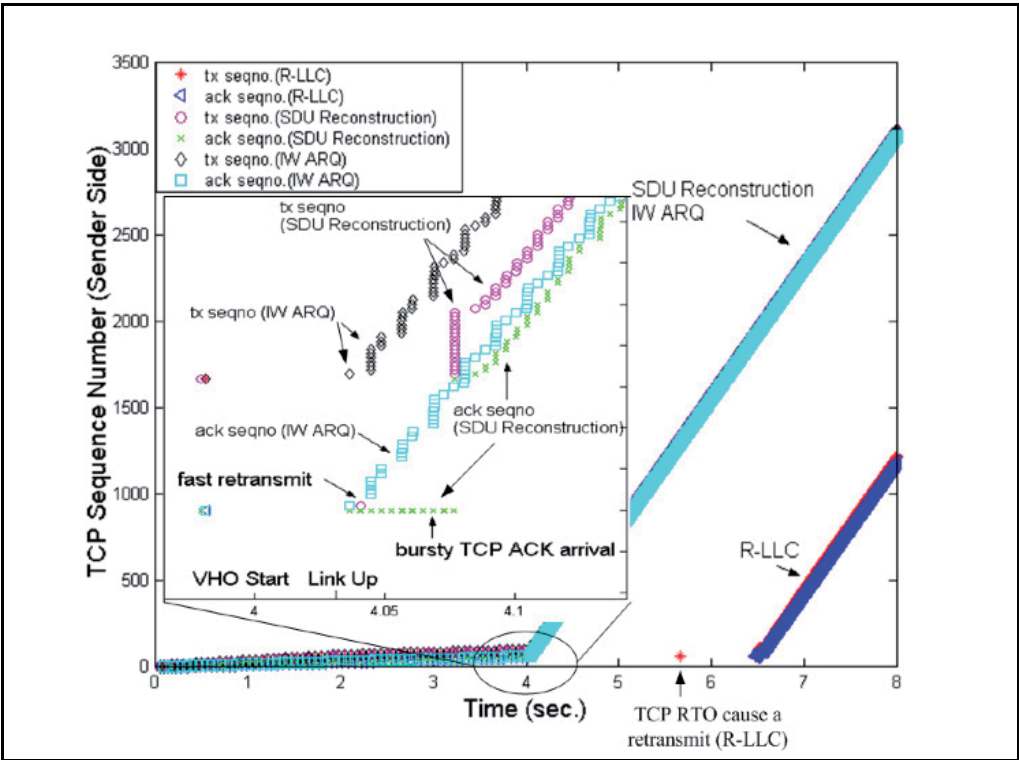 3500
3000
2500
2000
1500
1000
500
0
TCP Sequence Number (Sender Side)
tx seqno.(R-LLC)
ack seqno.(R-LLC)
tx seqno.(SDU Reconstruction)
ack seqno.(SDU Reconstruction)
tx seqno.(IW ARQ)
ack seqno.(IW ARQ)
tx seqno
(SDU Reconstruction)
tx seqno (IW ARQ)
ack seqno (IW ARQ)
ack seqno
(SDU Reconstruction)
fast retransmit
bursty TCP ACK arrival
VHO Start Link Up
4 4.05 4.1
SDU Reconstruction
IW ARQ
R-LLC
0 1 2 3 4 5 6 7 8
Time (sec.)
TCP RTO cause a
retransmit (R-LLC)